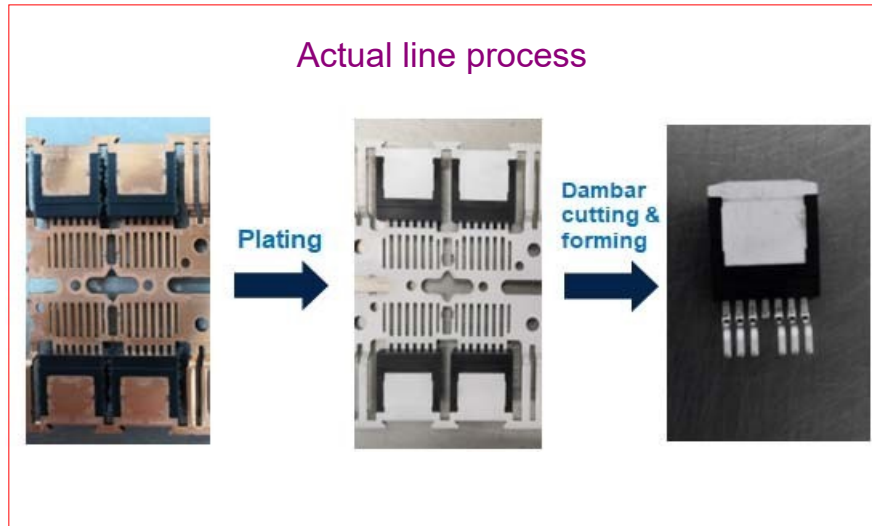 Actual line process
Plating
Dambar
cutting &
forming